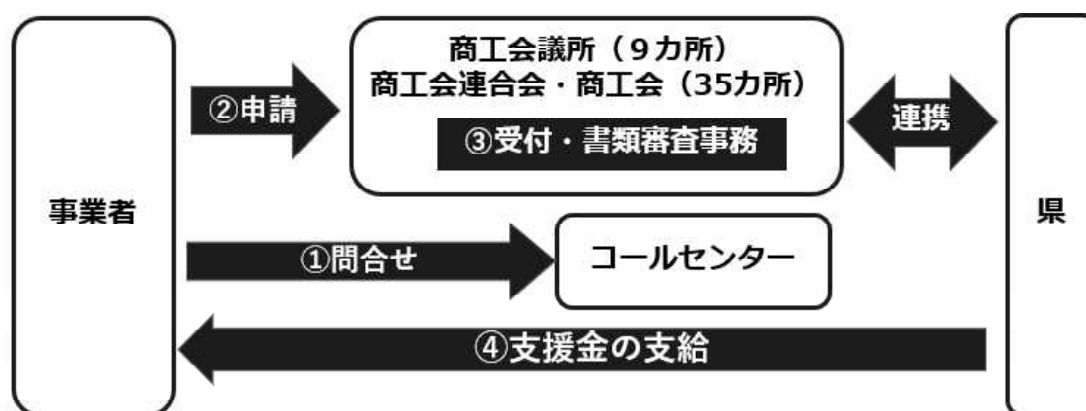 事業者
商工会議所（９カ所）
商工会連合会・商工会（35カ所）
②申請
③受付・書類審査事務
連携
県
①問合せ
コールセンター
④支援金の支給